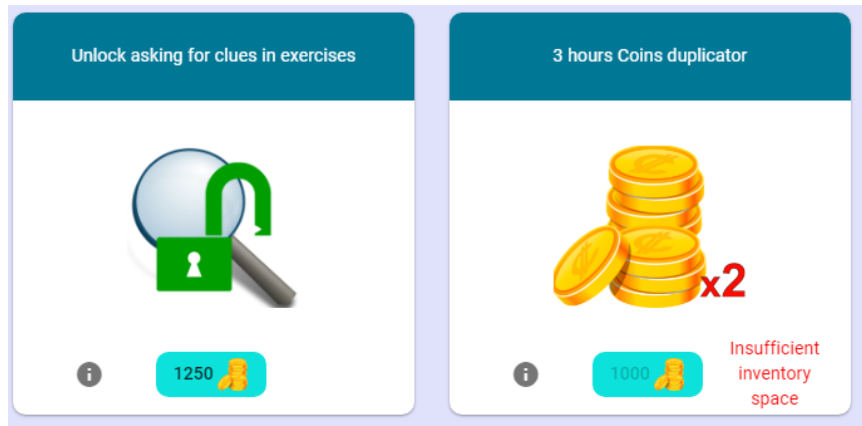 Unlock asking for clues in exercises
3 hours Coins duplicator
x2
1250
1000
Insufficient
inventory
space